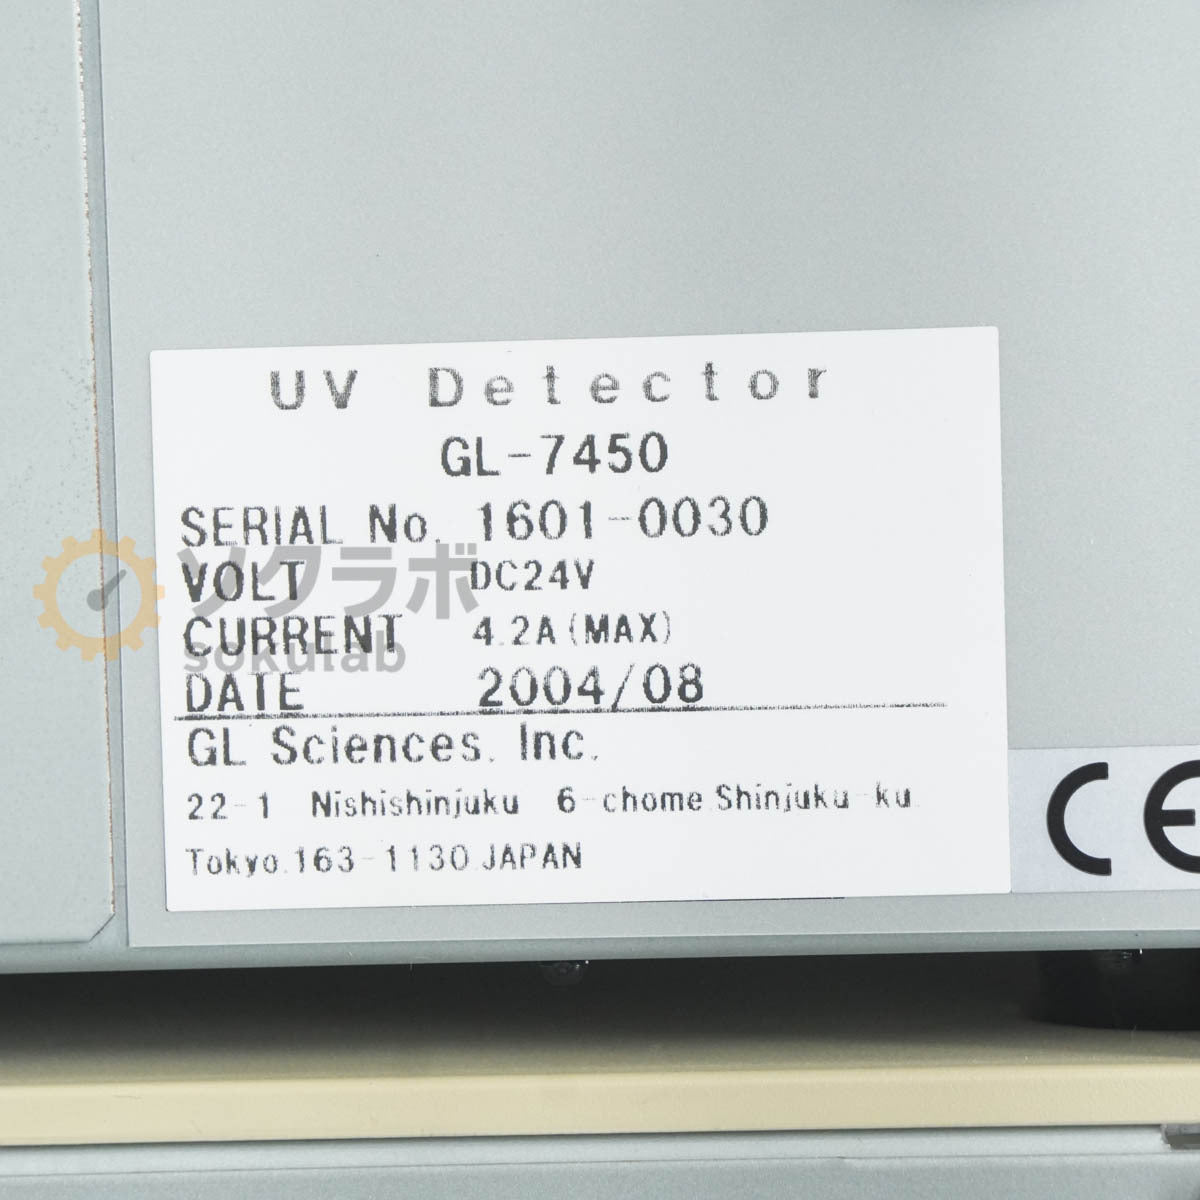 UV Detector
GL-7450
SERIAL No. 1601-0030
VOLT DC24V
CURRENT 4.2A(MAX)
DATE 2004/08
GL Sciences. Inc.
22-1 Nishishinjuku 6-chome Shinjuku-ku.
Tokyo.163-1130.JAPAN
CE
ソクラボ
sokulab